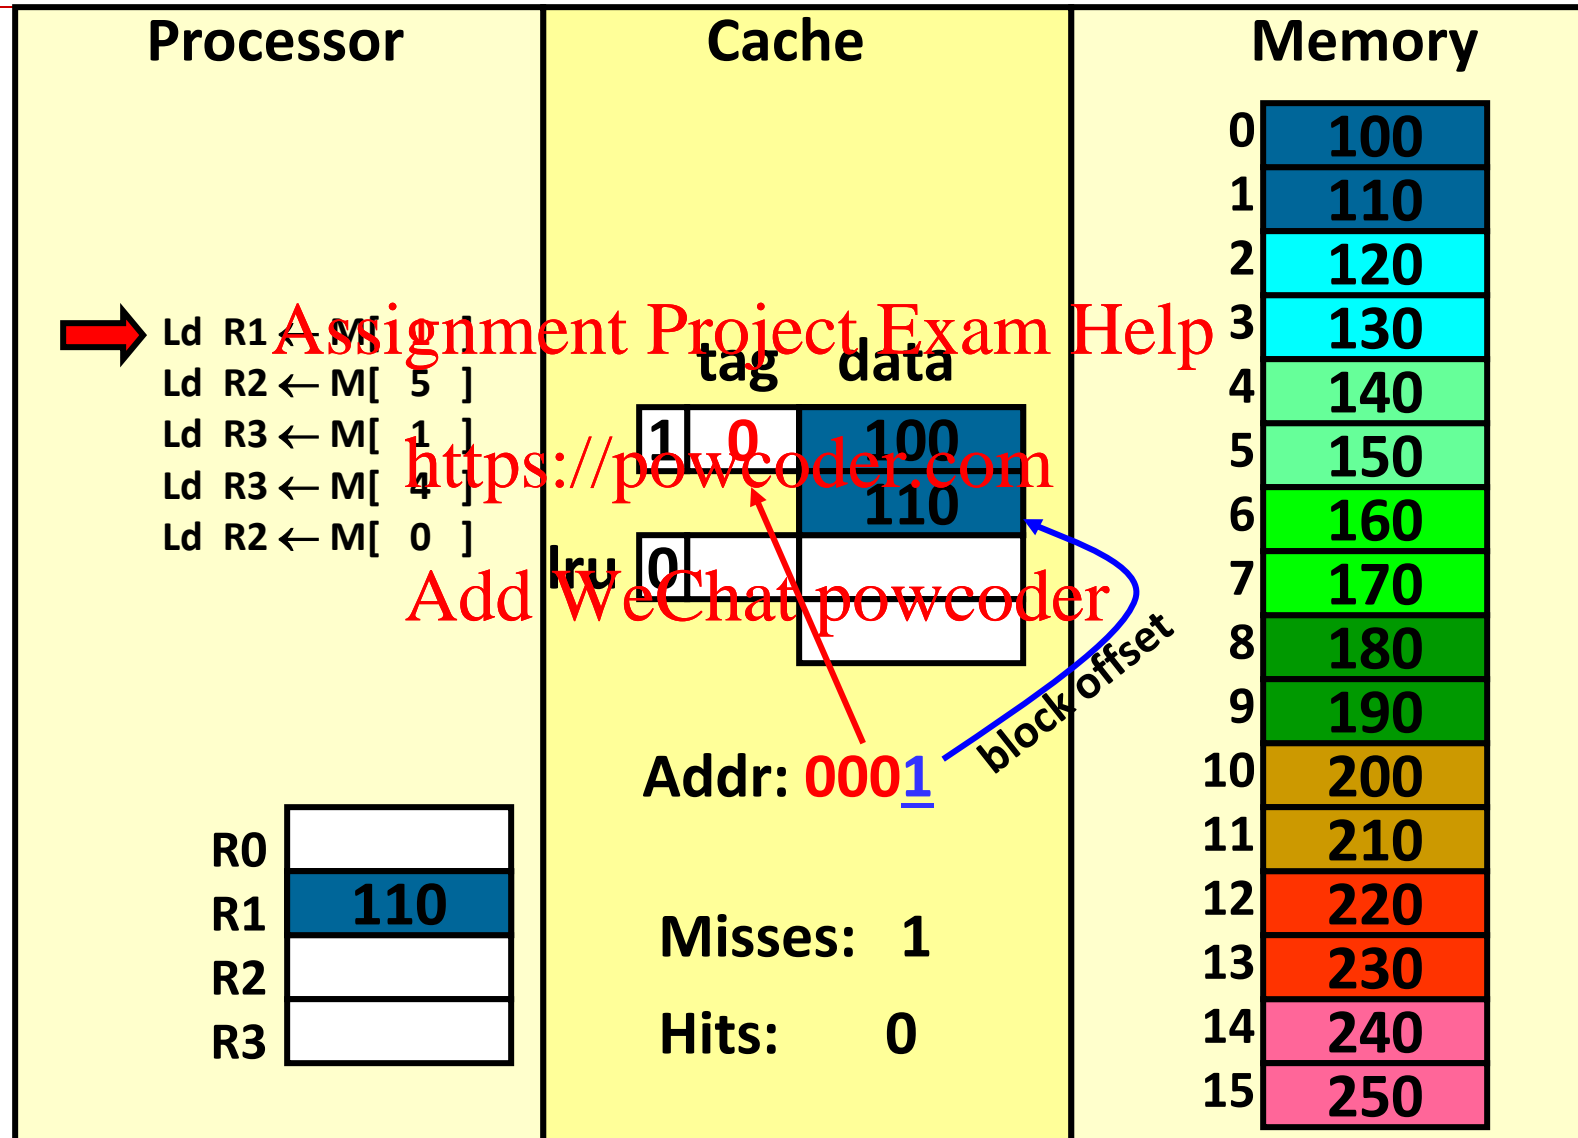 Processor
Cache
Memory
Ld R1 ← M[ 1 ]
Ld R2 ← M[ 5 ]
Ld R3 ← M[ 1 ]
Ld R3 ← M[ 4 ]
Ld R2 ← M[ 0 ]
Assignment Project Exam Help
https://powcoder.com
Add WeChat powcoder
tag data
1 0 100
110
lru 0
Addr: 0001
block offset
R0
R1 110
R2
R3
Misses: 1
Hits: 0
0 100
1 110
2 120
3 130
4 140
5 150
6 160
7 170
8 180
9 190
10 200
11 210
12 220
13 230
14 240
15 250